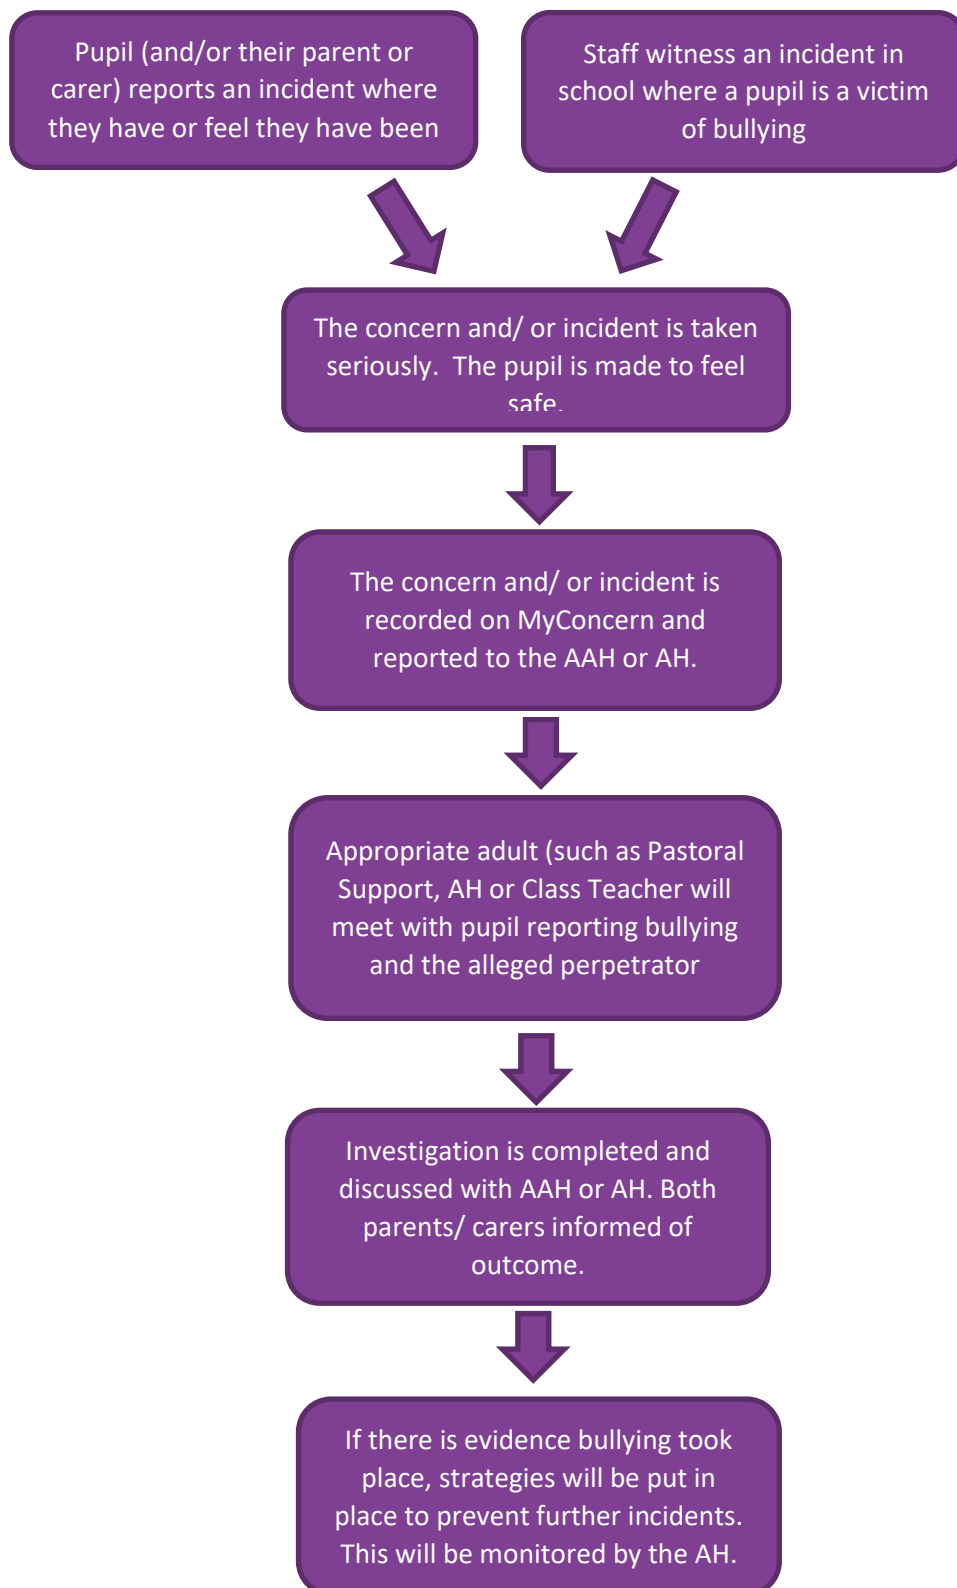 Pupil (and/or their parent or
carer) reports an incident where
they have or feel they have been
Staff witness an incident in
school where a pupil is a victim
of bullying
The concern and/ or incident is taken
seriously.  The pupil is made to feel
safe.
The concern and/ or incident is
recorded on MyConcern and
reported to the AAH or AH.
Appropriate adult (such as Pastoral
Support, AH or Class Teacher will
meet with pupil reporting bullying
and the alleged perpetrator
Investigation is completed and
discussed with AAH or AH. Both
parents/ carers informed of
outcome.
If there is evidence bullying took
place, strategies will be put in
place to prevent further incidents.
This will be monitored by the AH.